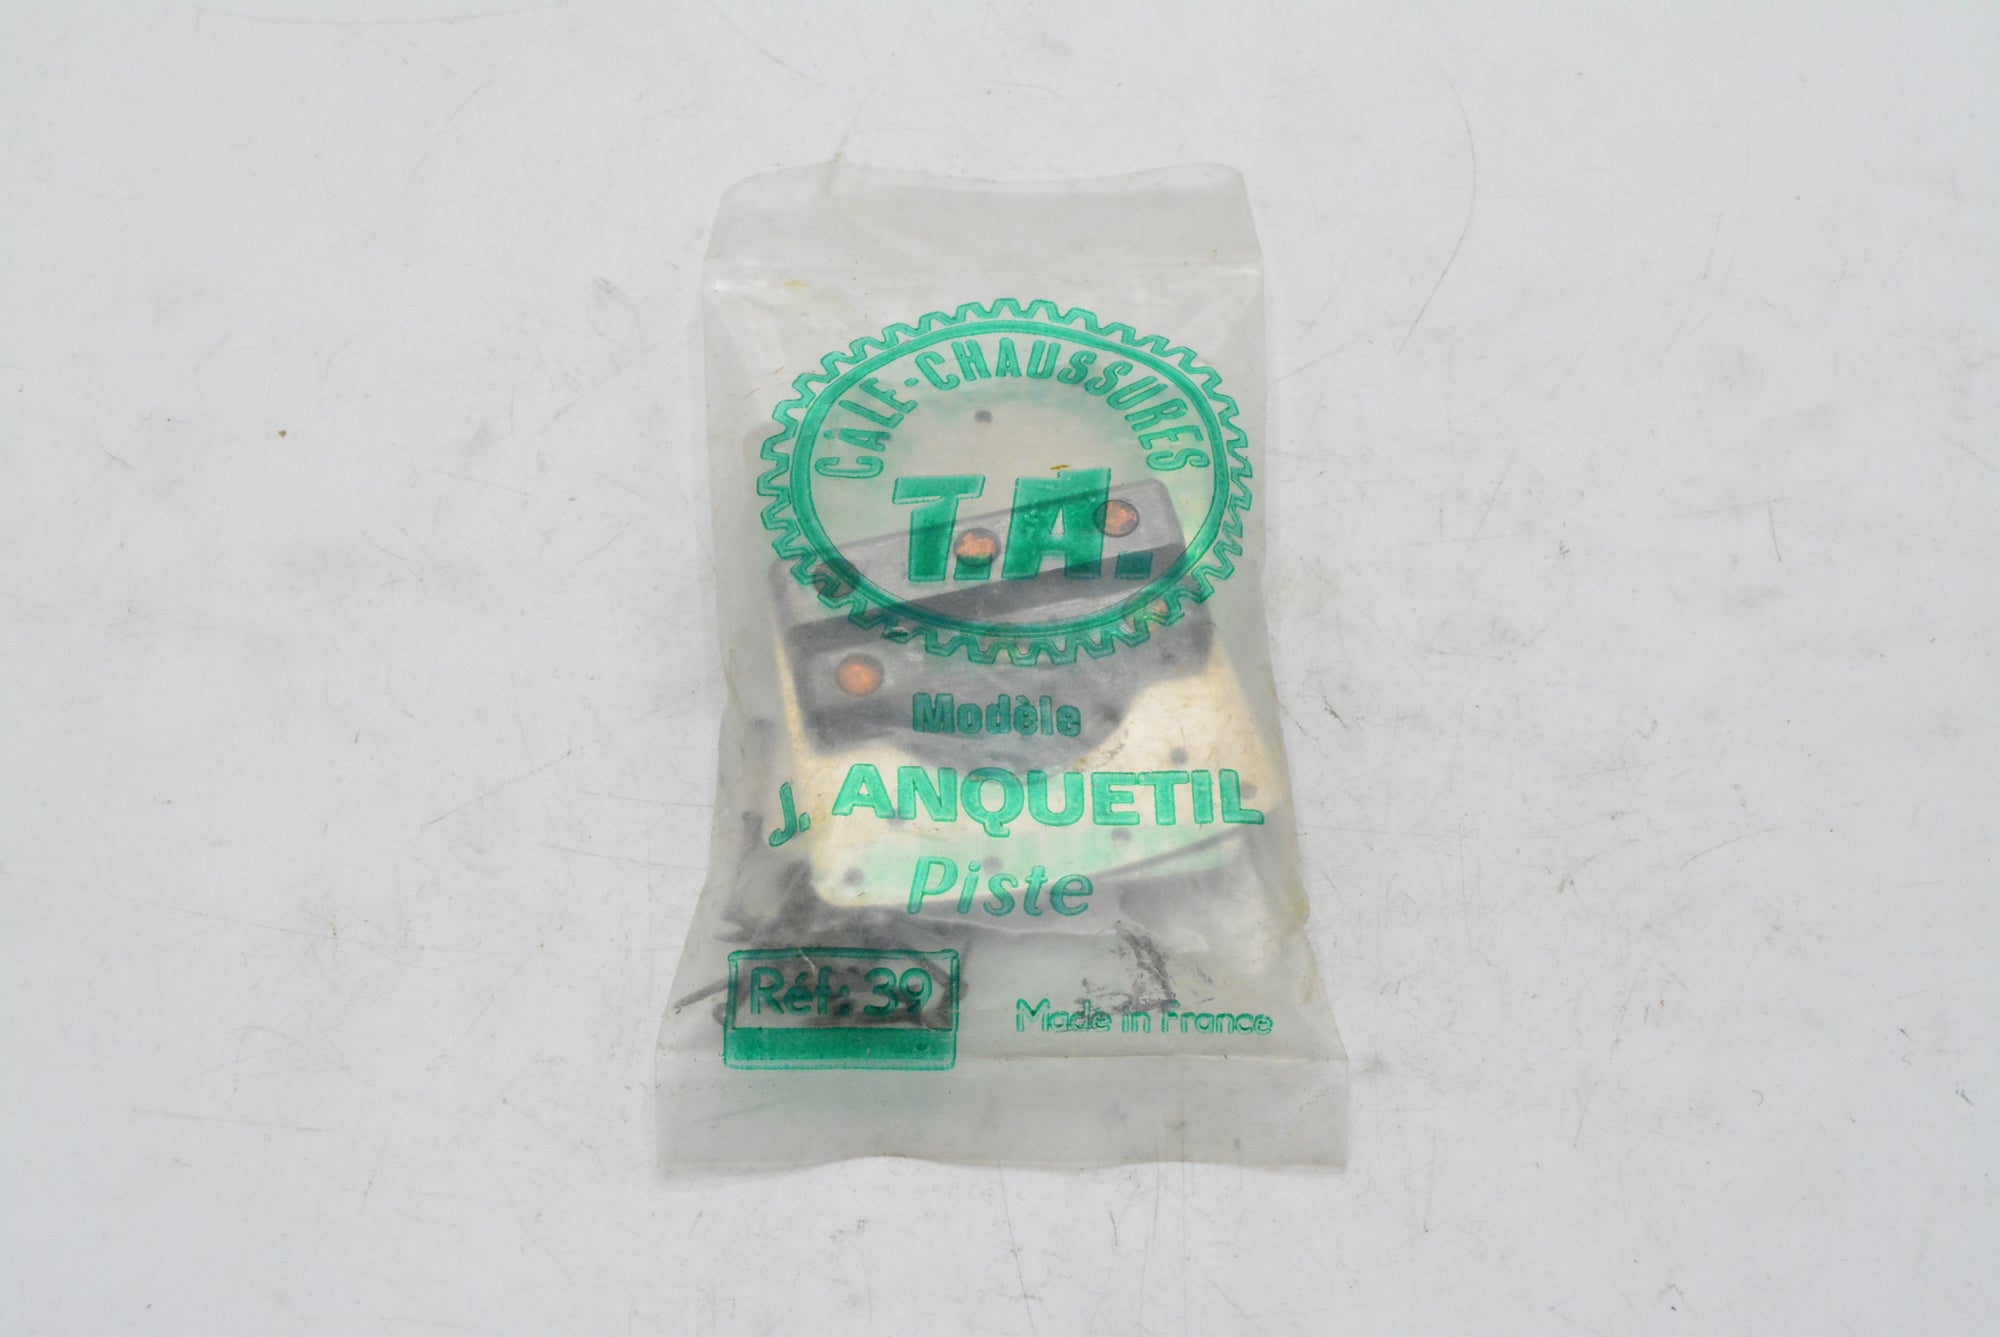 CALE-CHAUSSURES
T.A.
Modèle
J. ANQUETIL
Piste
Réf: 39
Made in France